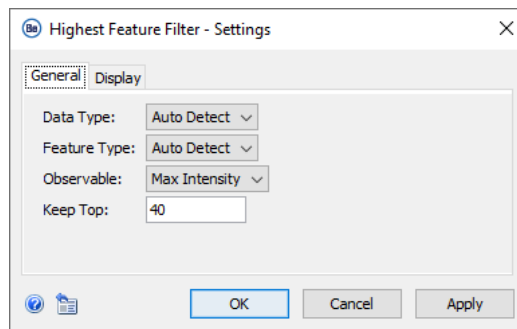 Be Highest Feature Filter - Settings
General Display
Data Type: Auto Detect
Feature Type: Auto Detect
Observable: Max Intensity
Keep Top: 40
? OK Cancel Apply